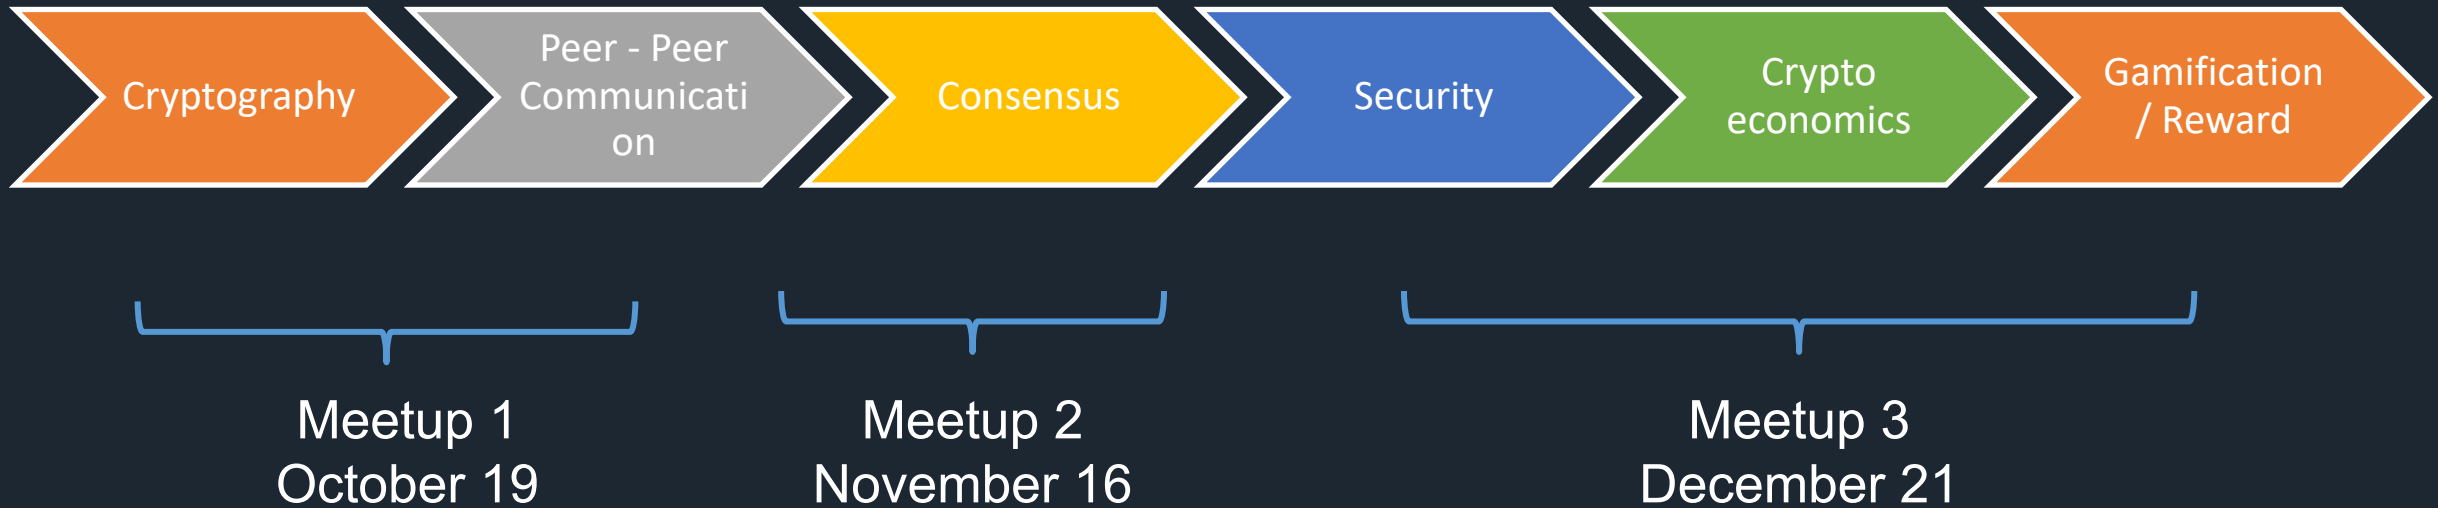 Cryptography
Peer - Peer
Communicati
on
Consensus
Security
Crypto
economics
Gamification
/ Reward
Meetup 1
October 19
Meetup 2
November 16
Meetup 3
December 21